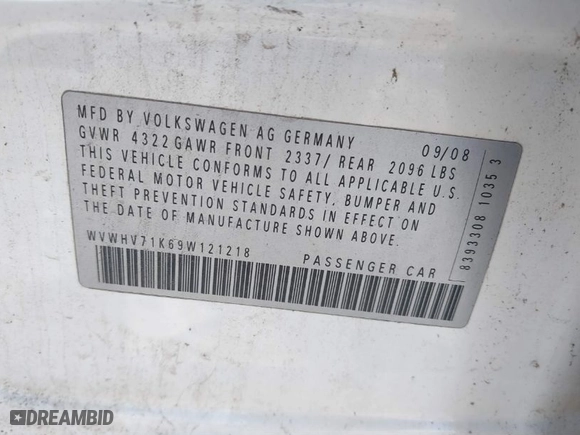 MFD BY VOLKSWAGEN AG GERMANY 09/08
GVWR 4322 GAWR FRONT 2337/ REAR 2096 LBS
THIS VEHICLE CONFORMS TO ALL APPLICABLE U.S.
FEDERAL MOTOR VEHICLE SAFETY, BUMPER AND
THEFT PREVENTION STANDARDS IN EFFECT ON
THE DATE OF MANUFACTURE SHOWN ABOVE.
WVWHV71K69W121218 PASSENGER CAR
8393308 1035 3
DREAMBID